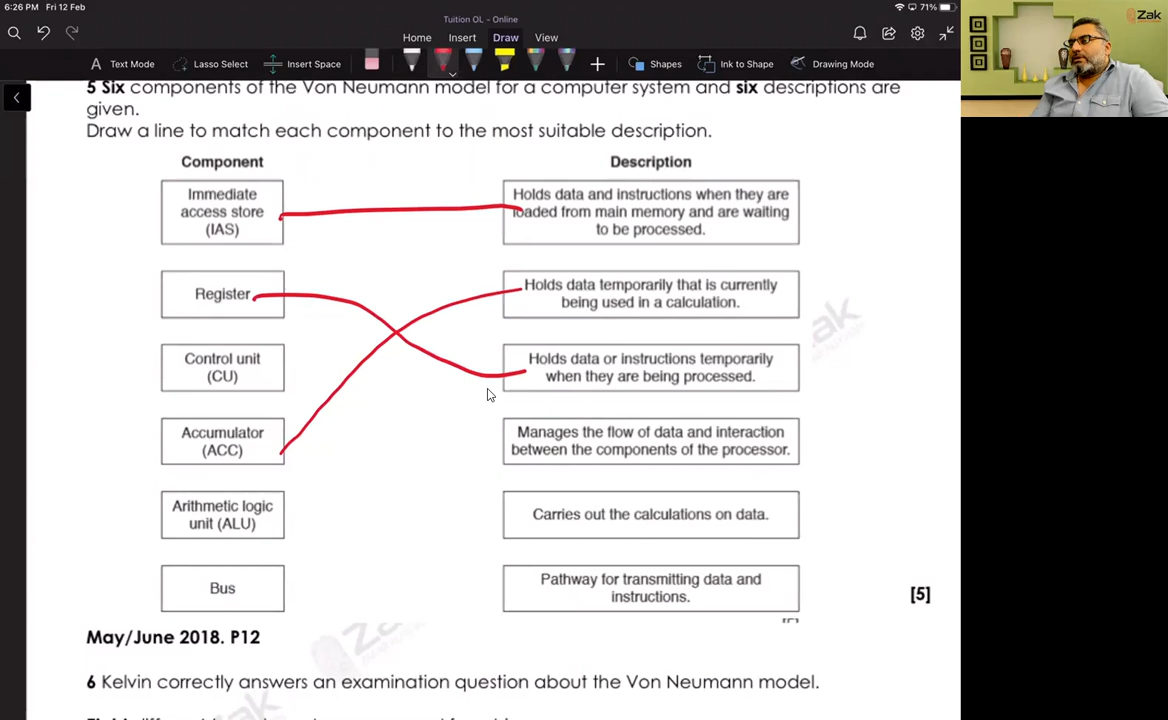 6:26 PM Fri 12 Feb
71%
Tuition OL - Online
Home Insert Draw View
Text Mode Lasso Select Insert Space Shapes Ink to Shape Drawing Mode
Zak
5 Six components of the Von Neumann model for a computer system and six descriptions are
given.
Draw a line to match each component to the most suitable description.
Component Description
Immediate
access store
(IAS)
Holds data and instructions when they are
loaded from main memory and are waiting
to be processed.
Register
Holds data temporarily that is currently
being used in a calculation.
Control unit
(CU)
Holds data or instructions temporarily
when they are being processed.
Accumulator
(ACC)
Manages the flow of data and interaction
between the components of the processor.
Arithmetic logic
unit (ALU)
Carries out the calculations on data.
Bus
Pathway for transmitting data and
instructions.
[5]
May/June 2018. P12
6 Kelvin correctly answers an examination question about the Von Neumann model.
zak